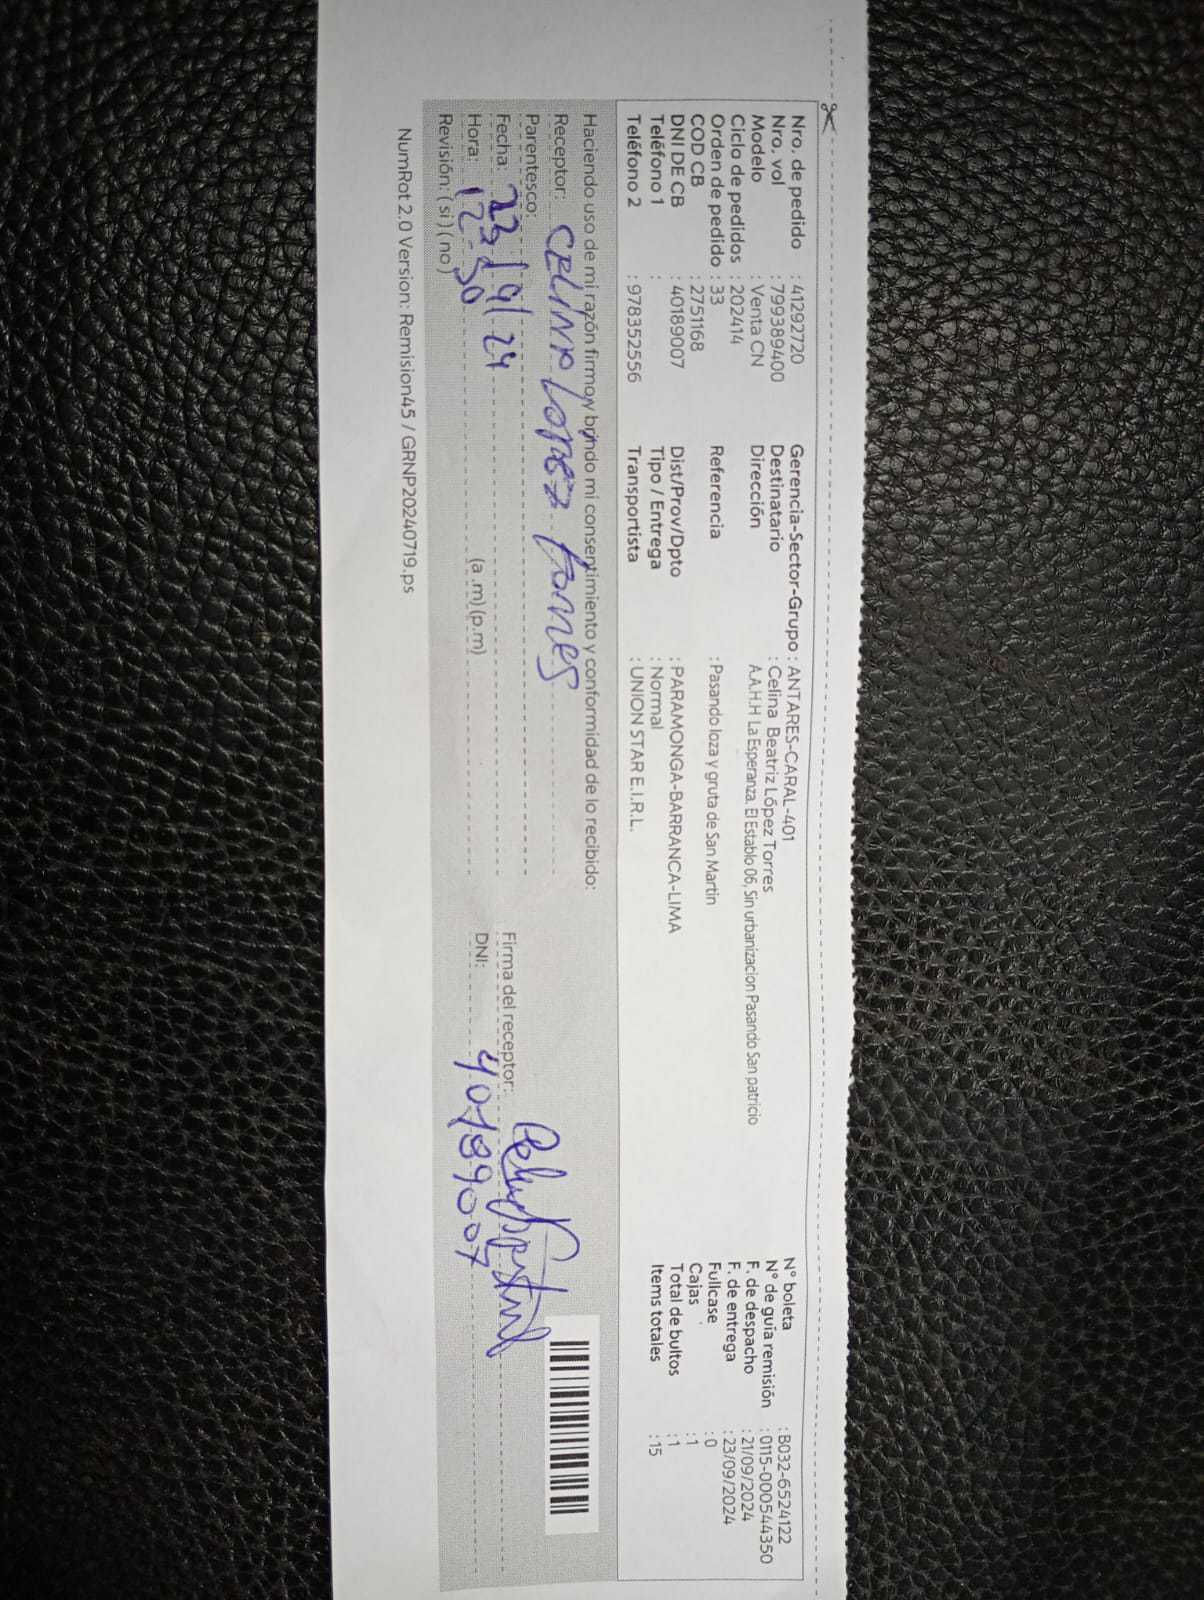 Nro. de pedido : 41292720
Nro. vol : 799389400
Modelo : Venta CN
Ciclo de pedidos : 202414
Orden de pedido : 33
COD CB : 2751168
DNI DE CB : 40189007
Teléfono 1 :
Teléfono 2 : 978352556
Gerencia-Sector-Grupo : ANTARES-CARAL-401
Destinatario : Celina Beatriz López Torres
Dirección A.A.H.H La Esperanza. El Establo 06, Sin urbanizacion Pasando San patricio
Referencia : Pasando loza y gruta de San Martin
Dist/Prov/Dpto : PARAMONGA-BARRANCA-LIMA
Tipo / Entrega : Normal
Transportista : UNION STAR E.I.R.L.
N° boleta : B032-6524122
N° de guía remisión : 0115-000544350
F. de despacho : 21/09/2024
F. de entrega : 23/09/2024
Fullcase : 0
Cajas : 1
Total de bultos : 1
Items totales : 15
Haciendo uso de mi razón firmo y brindo mi consentimiento y conformidad de lo recibido:
Receptor: CELINA LOPEZ TORRES
Parentesco:
Fecha: 23/9/24
Hora: 12-30 (a .m) (p.m)
Revisión: ( si ) ( no )
Firma del receptor:
DNI: 40189007
NumRot 2.0 Version: Remision45 / GRNP20240719.ps